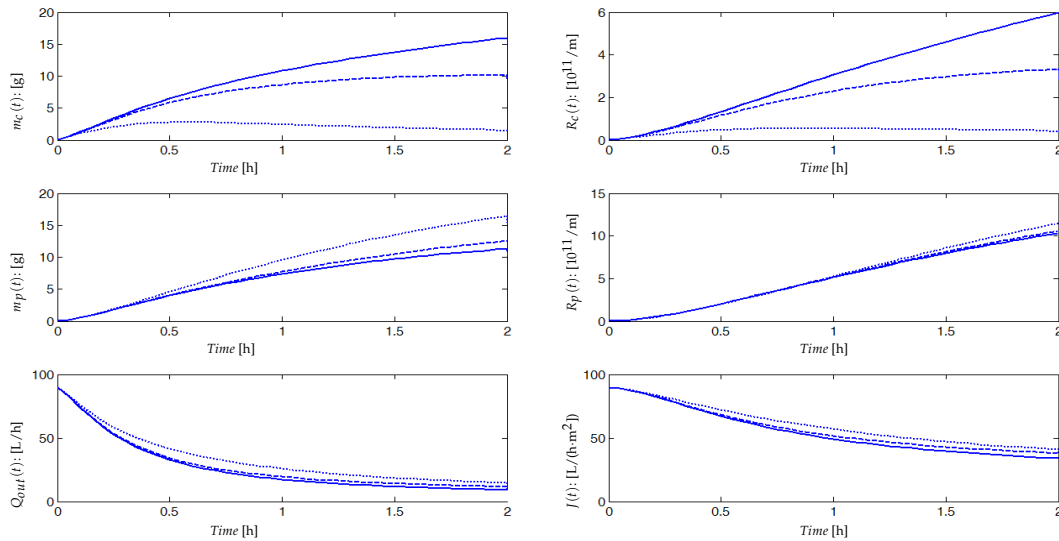 20
15
10
5
0
m_c(t): [g]
0 0.5 1 1.5 2
Time [h]
6
4
2
0
R_c(t): [10^11/m]
0 0.5 1 1.5 2
Time [h]
20
15
10
5
0
m_p(t): [g]
0 0.5 1 1.5 2
Time [h]
15
10
5
0
R_p(t): [10^11/m]
0 0.5 1 1.5 2
Time [h]
100
50
0
Q_out(t): [L/h]
0 0.5 1 1.5 2
Time [h]
100
50
0
J(t): [L/(h·m²])
0 0.5 1 1.5 2
Time [h]